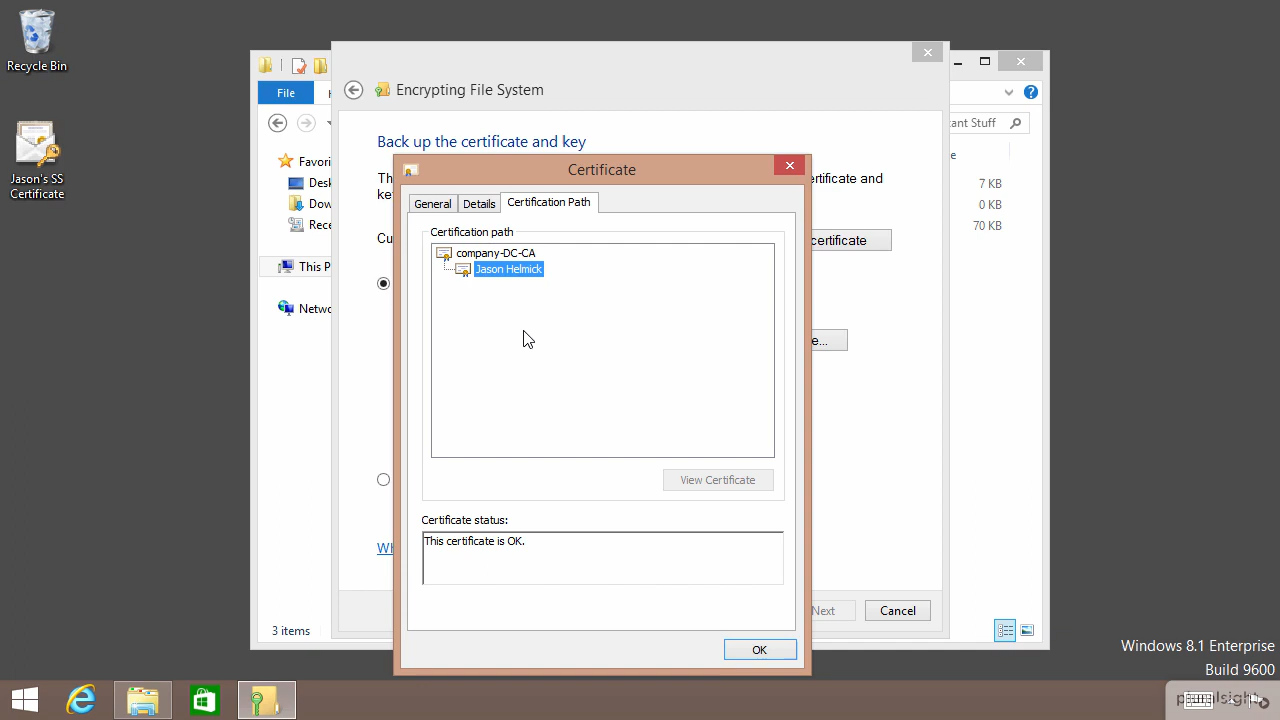 Recycle Bin
Jason's SS
Certificate
File
Favori
Desk
Dow
Rece
This P
Netwo
3 items
Encrypting File System
Back up the certificate and key
ertificate and
Cu
certificate
e...
Wh
Next
Cancel
Certificate
General
Details
Certification Path
Certification path
company-DC-CA
Jason Helmick
View Certificate
Certificate status:
This certificate is OK.
OK
ant Stuff
e
7 KB
0 KB
70 KB
Windows 8.1 Enterprise
Build 9600